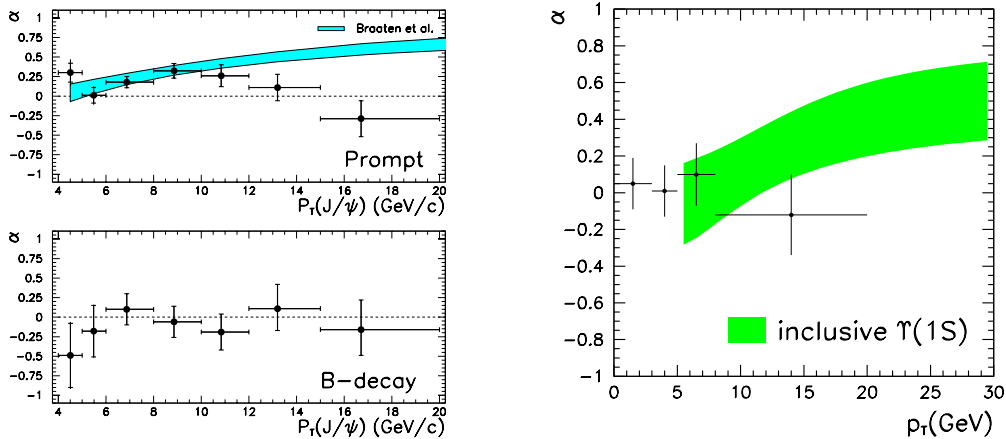 α
1
0.75
0.5
0.25
0
-0.25
-0.5
-0.75
-1
Braaten et al.
Prompt
4 6 8 10 12 14 16 18 20
P_T(J/ψ) (GeV/c)
α
1
0.75
0.5
0.25
0
-0.25
-0.5
-0.75
-1
B-decay
4 6 8 10 12 14 16 18 20
P_T(J/ψ) (GeV/c)
α
1
0.8
0.6
0.4
0.2
0
−0.2
−0.4
−0.6
−0.8
−1
inclusive ϒ(1S)
0 5 10 15 20 25 30
p_T(GeV)